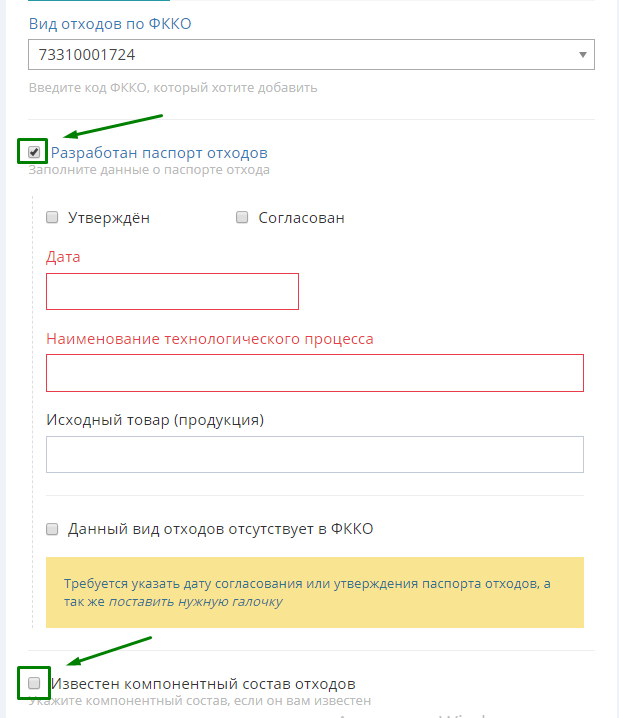 Вид отходов по ФККО
73310001724
Введите код ФККО, который хотите добавить
Разработан паспорт отходов
Заполните данные о паспорте отхода
Утверждён Согласован
Дата
Наименование технологического процесса
Исходный товар (продукция)
Данный вид отходов отсутствует в ФККО
Требуется указать дату согласования или утверждения паспорта отходов, а
так же поставить нужную галочку
Известен компонентный состав отходов
Укажите компонентный состав, если он вам известен